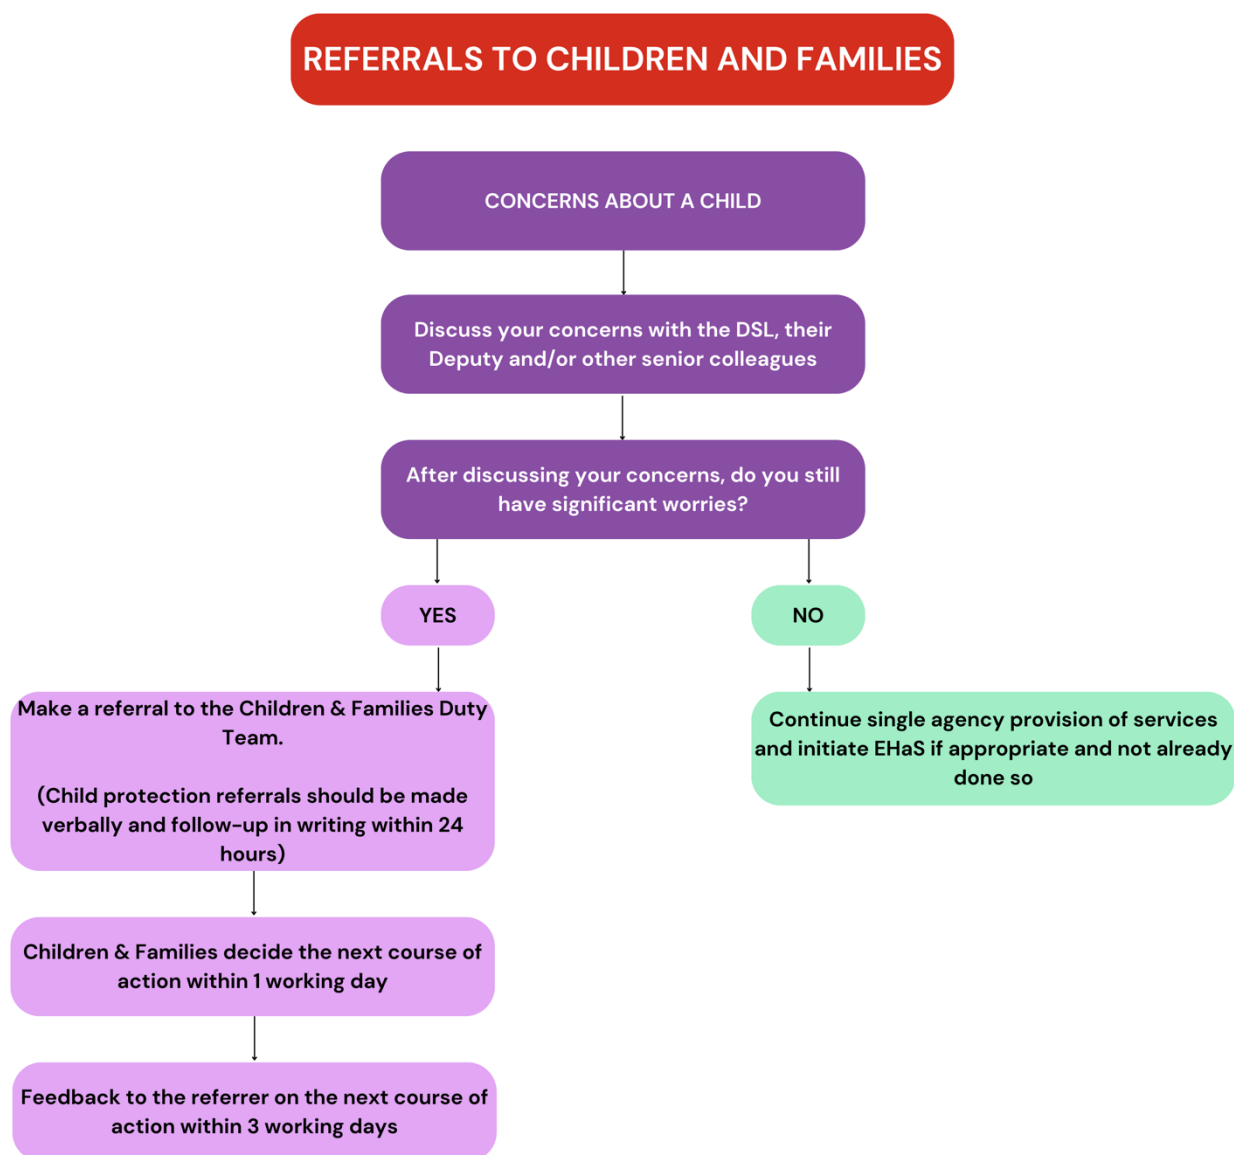 REFERRALS TO CHILDREN AND FAMILIES
CONCERNS ABOUT A CHILD
Discuss your concerns with the DSL, their
Deputy and/or other senior colleagues
After discussing your concerns, do you still
have significant worries?
YES
NO
Make a referral to the Children & Families Duty
Team.
(Child protection referrals should be made
verbally and follow-up in writing within 24
hours)
Continue single agency provision of services
and initiate EHaS if appropriate and not already
done so
Children & Families decide the next course of
action within 1 working day
Feedback to the referrer on the next course of
action within 3 working days